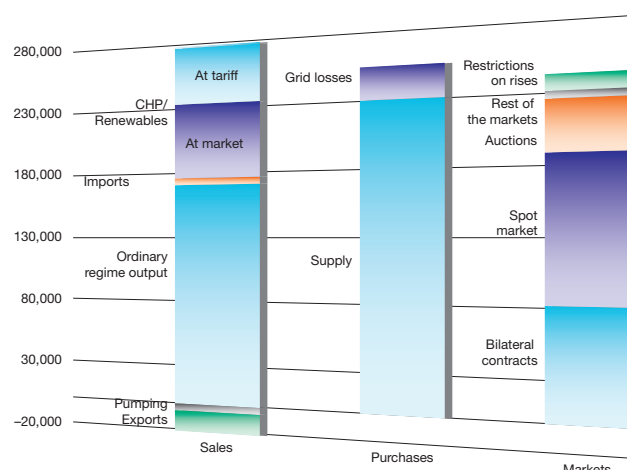 280,000
230,000
180,000
130,000
80,000
30,000
–20,000
At tariff
CHP/
Renewables
At market
Imports
Ordinary
regime output
Pumping
Exports
Sales
Grid losses
Supply
Purchases
Restrictions
on rises
Rest of
the markets
Auctions
Spot
market
Bilateral
contracts
Markets